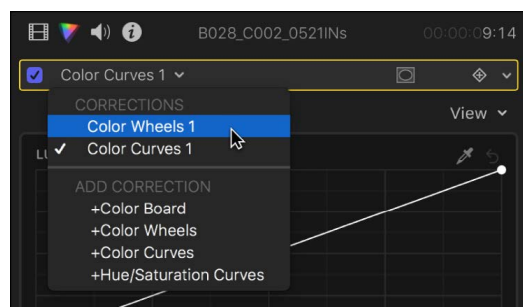 B028_C002_0521INs 00:00:09:14
Color Curves 1
CORRECTIONS
View
Color Wheels 1
LU ✓ Color Curves 1
ADD CORRECTION
+Color Board
+Color Wheels
+Color Curves
+Hue/Saturation Curves